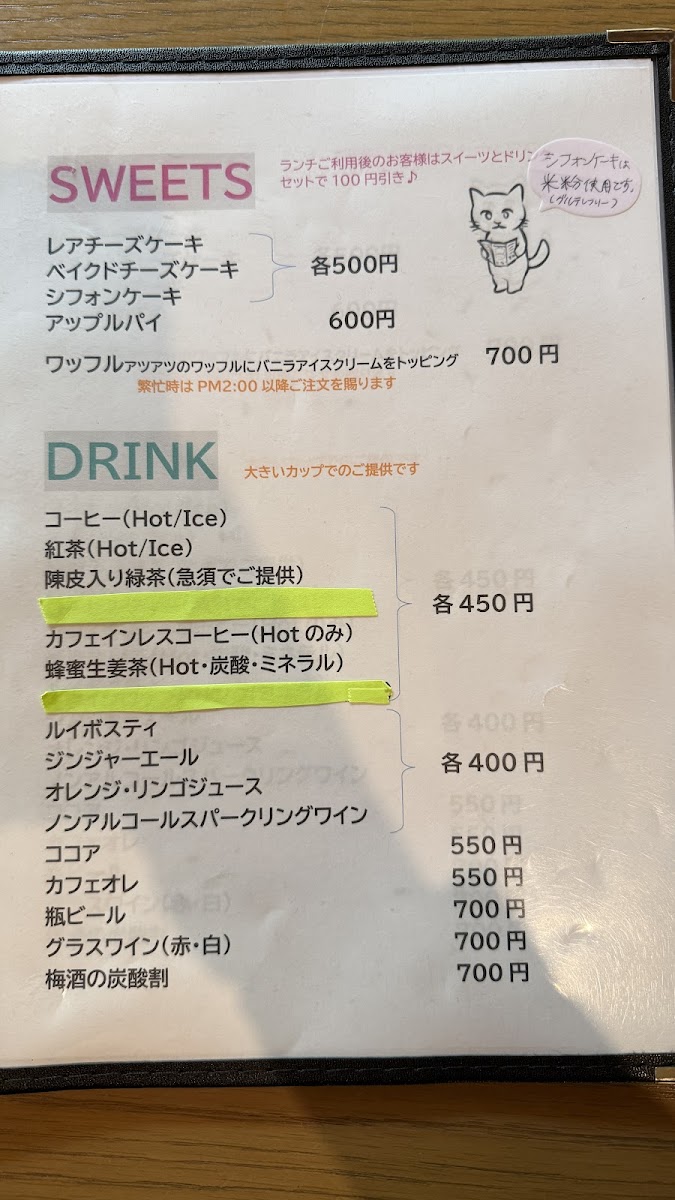 SWEETS
ランチご利用後のお客様はスイーツとドリン
セットで100円引き♪
シフォンケーキは
米粉使用です。
(グルテンフリー)
レアチーズケーキ
ベイクドチーズケーキ
シフォンケーキ
各500円
アップルパイ 600円
ワッフルアツアツのワッフルにバニラアイスクリームをトッピング 700円
繁忙時はPM2:00以降ご注文を賜ります
DRINK
大きいカップでのご提供です
コーヒー(Hot/Ice)
紅茶(Hot/Ice)
陳皮入り緑茶(急須でご提供)
カフェインレスコーヒー(Hotのみ)
蜂蜜生姜茶(Hot・炭酸・ミネラル)
各450円
ルイボスティ
ジンジャーエール
オレンジ・リンゴジュース
ノンアルコールスパークリングワイン
各400円
ココア 550円
カフェオレ 550円
瓶ビール 700円
グラスワイン(赤・白) 700円
梅酒の炭酸割 700円